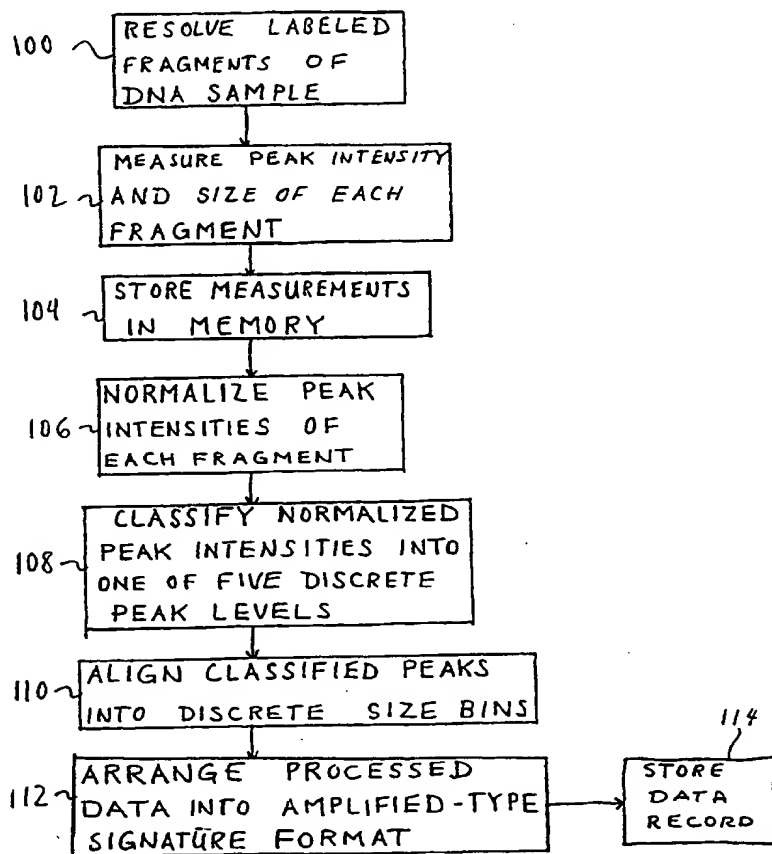 100
RESOLVE LABELED
FRAGMENTS OF
DNA SAMPLE
102
MEASURE PEAK INTENSITY
AND SIZE OF EACH
FRAGMENT
104
STORE MEASUREMENTS
IN MEMORY
106
NORMALIZE PEAK
INTENSITIES OF
EACH FRAGMENT
108
CLASSIFY NORMALIZED
PEAK INTENSITIES INTO
ONE OF FIVE DISCRETE
PEAK LEVELS
110
ALIGN CLASSIFIED PEAKS
INTO DISCRETE SIZE BINS
112
ARRANGE PROCESSED
DATA INTO AMPLIFIED-TYPE
SIGNATURE FORMAT
114
STORE
DATA
RECORD